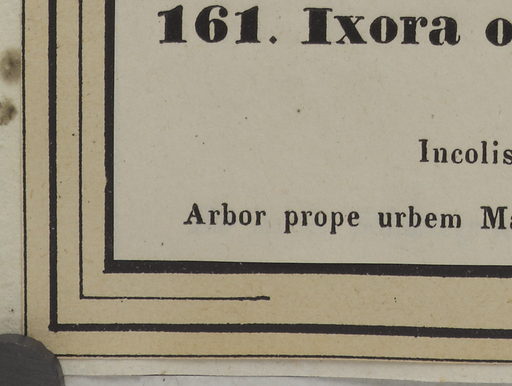 161. Ixora
Incolis
Arbor prope urbem